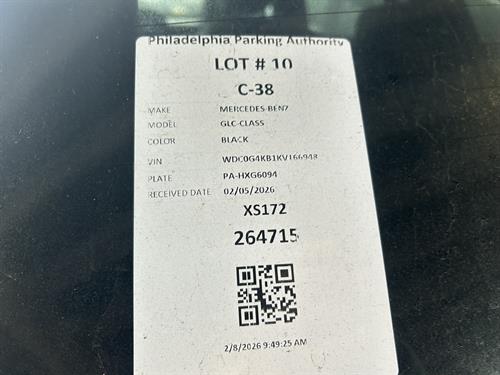 Philadelphia Parking Authority
LOT # 10
C-38
MAKE MERCEDES-BENZ
MODEL GLC-CLASS
COLOR BLACK
VIN WDC0G4KB1KV166948
PLATE PA-HXG6094
RECEIVED DATE 02/05/2026
XS172
264715
2/8/2026 9:49:25 AM